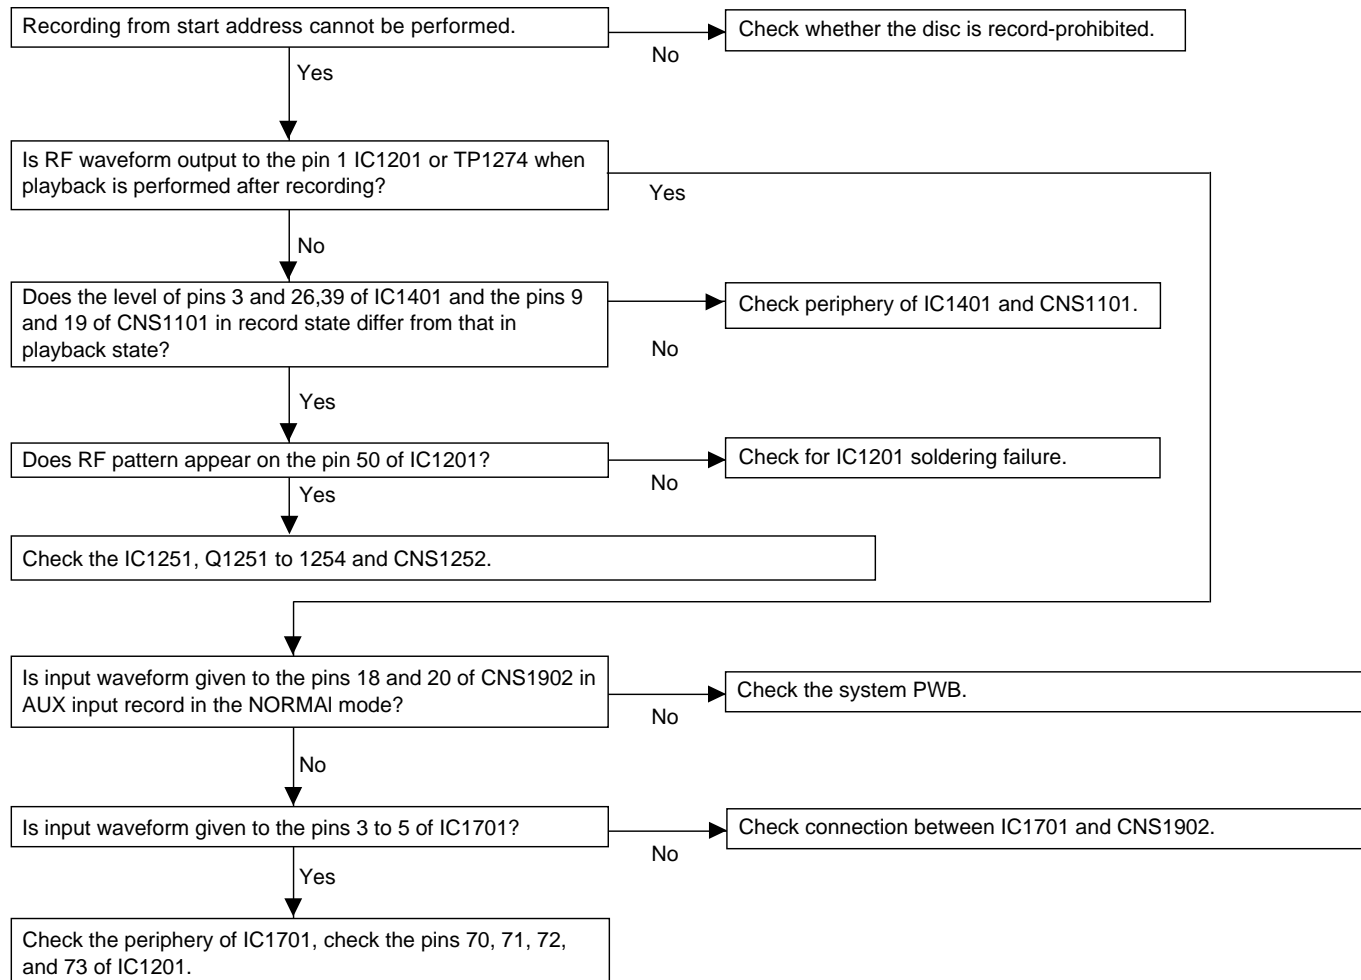 Recording from start address cannot be performed.
No
Check whether the disc is record-prohibited.
Yes
Is RF waveform output to the pin 1 IC1201 or TP1274 when
playback is performed after recording?
Yes
No
Does the level of pins 3 and 26,39 of IC1401 and the pins 9
and 19 of CNS1101 in record state differ from that in
playback state?
No
Check periphery of IC1401 and CNS1101.
Yes
Does RF pattern appear on the pin 50 of IC1201?
No
Check for IC1201 soldering failure.
Yes
Check the IC1251, Q1251 to 1254 and CNS1252.
Is input waveform given to the pins 18 and 20 of CNS1902 in
AUX input record in the NORMAl mode?
No
Check the system PWB.
No
Is input waveform given to the pins 3 to 5 of IC1701?
No
Check connection between IC1701 and CNS1902.
Yes
Check the periphery of IC1701, check the pins 70, 71, 72,
and 73 of IC1201.